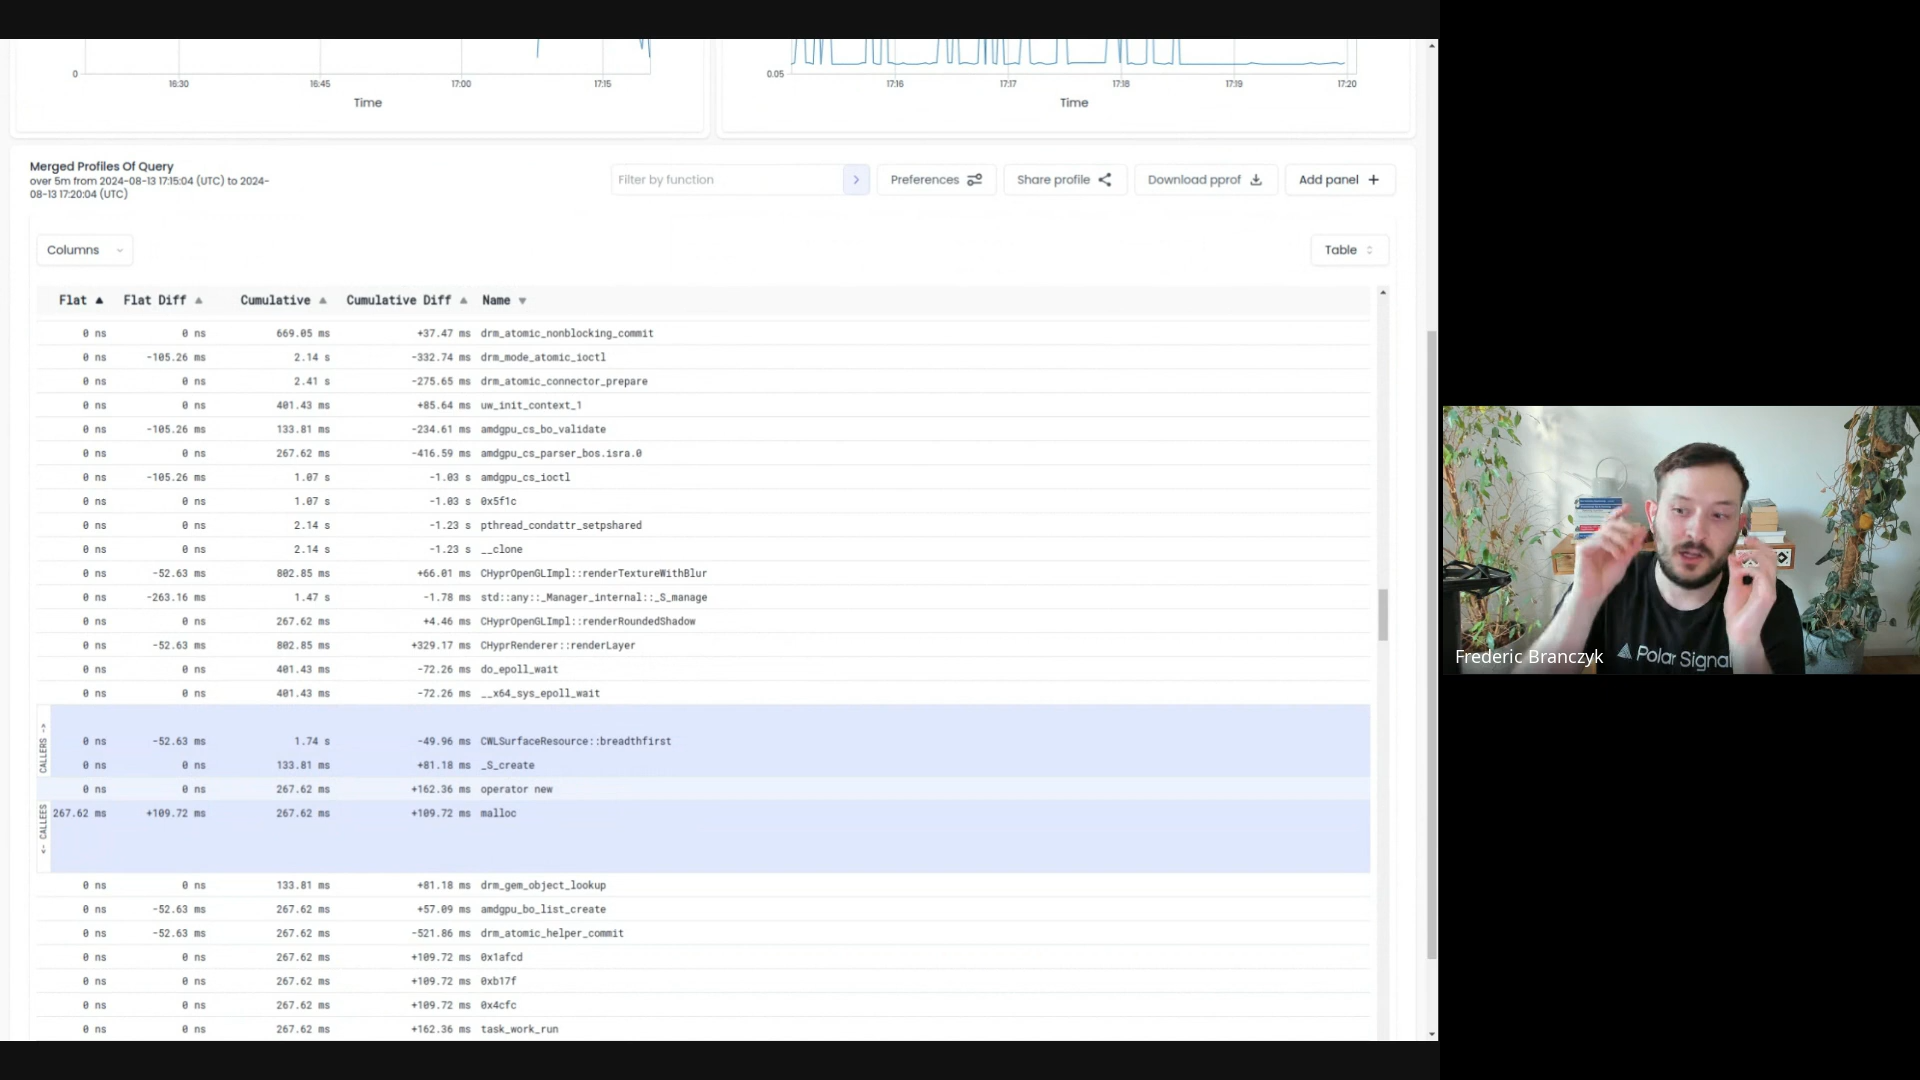 0
16:30 16:45 17:00 17:15
Time
0.05
17:16 17:17 17:18 17:19 17:20
Time
Merged Profiles Of Query
over 5m from 2024-08-13 17:15:04 (UTC) to 2024-
08-13 17:20:04 (UTC)
Filter by function
Preferences
Share profile
Download pprof
Add panel +
Columns
Table
Flat Flat Diff Cumulative Cumulative Diff Name
0 ns 0 ns 669.05 ms +37.47 ms drm_atomic_nonblocking_commit
0 ns -105.26 ms 2.14 s -332.74 ms drm_mode_atomic_ioctl
0 ns 0 ns 2.41 s -275.65 ms drm_atomic_connector_prepare
0 ns 0 ns 401.43 ms +85.64 ms uw_init_context_1
0 ns -105.26 ms 133.81 ms -234.61 ms amdgpu_cs_bo_validate
0 ns 0 ns 267.62 ms -416.59 ms amdgpu_cs_parser_bos.isra.0
0 ns -105.26 ms 1.07 s -1.03 s amdgpu_cs_ioctl
0 ns 0 ns 1.07 s -1.03 s 0x5f1c
0 ns 0 ns 2.14 s -1.23 s pthread_condattr_setpshared
0 ns 0 ns 2.14 s -1.23 s __clone
0 ns -52.63 ms 802.85 ms +66.01 ms CHyprOpenGLImpl::renderTextureWithBlur
0 ns -263.16 ms 1.47 s -1.78 ms std::any::_Manager_internal::_S_manage
0 ns 0 ns 267.62 ms +4.46 ms CHyprOpenGLImpl::renderRoundedShadow
0 ns -52.63 ms 802.85 ms +329.17 ms CHyprRenderer::renderLayer
0 ns 0 ns 401.43 ms -72.26 ms do_epoll_wait
0 ns 0 ns 401.43 ms -72.26 ms __x64_sys_epoll_wait
CALLERS ->
0 ns -52.63 ms 1.74 s -49.96 ms CWLSurfaceResource::breadthfirst
0 ns 0 ns 133.81 ms +81.18 ms _S_create
0 ns 0 ns 267.62 ms +162.36 ms operator new
<- CALLEES
267.62 ms +109.72 ms 267.62 ms +109.72 ms malloc
0 ns 0 ns 133.81 ms +81.18 ms drm_gem_object_lookup
0 ns -52.63 ms 267.62 ms +57.09 ms amdgpu_bo_list_create
0 ns -52.63 ms 267.62 ms -521.86 ms drm_atomic_helper_commit
0 ns 0 ns 267.62 ms +109.72 ms 0x1afcd
0 ns 0 ns 267.62 ms +109.72 ms 0xb17f
0 ns 0 ns 267.62 ms +109.72 ms 0x4cfc
0 ns 0 ns 267.62 ms +162.36 ms task_work_run
Polar Signal
Frederic Branczyk